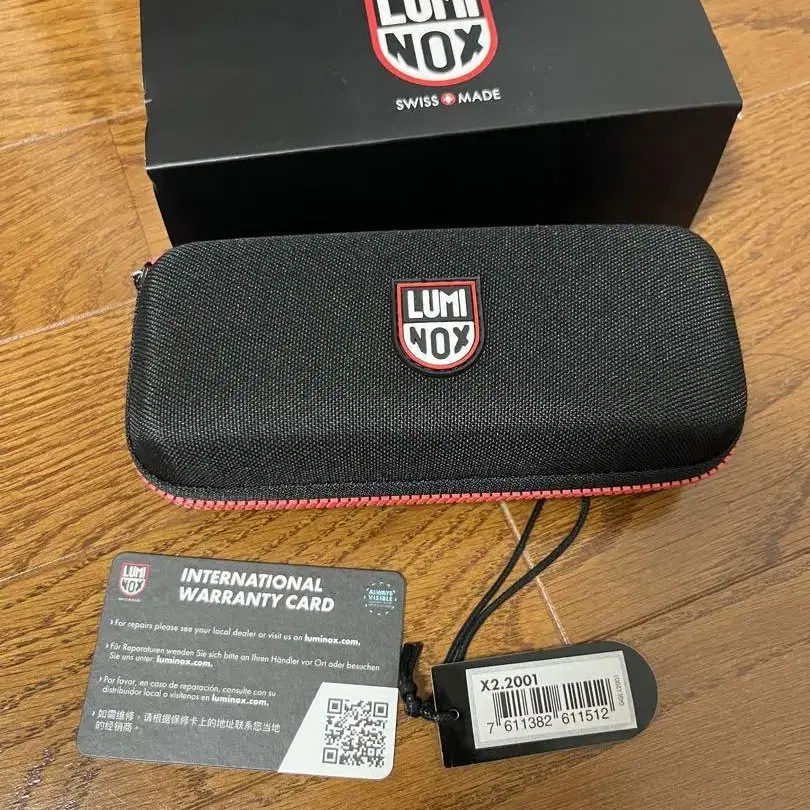 LUMI
NOX
SWISS MADE
LUMI
NOX
LUMI
NOX
SWISS MADE
INTERNATIONAL
WARRANTY CARD
ALWAYS
VISIBLE
› For repairs please see your local dealer or visit us on luminox.com.
› Für Reparaturen wenden Sie sich bitte an Ihren Händler vor Ort oder besuchen
Sie uns unter: luminox.com.
› Por favor, en caso de reparación, consulte con su
distribuidor local o visítenos en luminox.com.
› 如需维修，请根据保修卡上的地址联系您当地
的经销商。
X2.2001
7 611382 611512